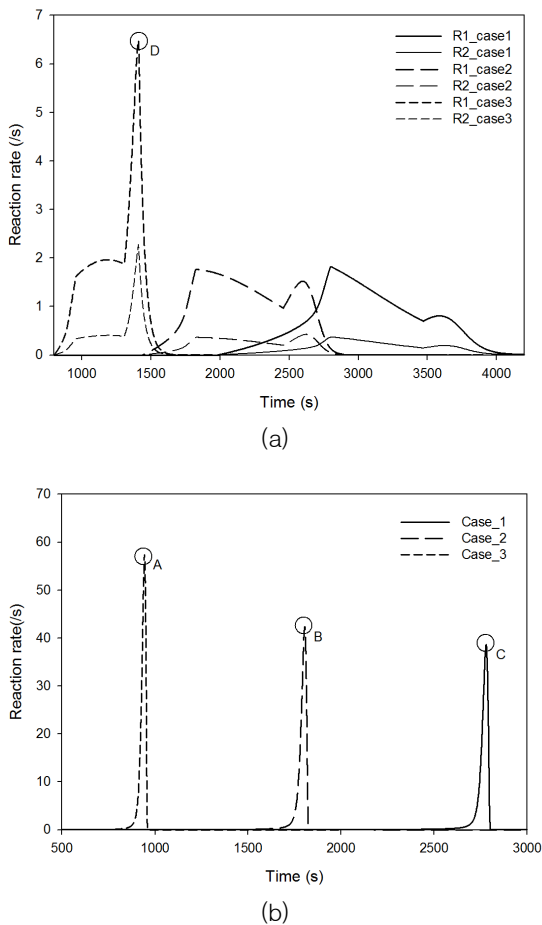 7
6
5
4
3
2
1
0
Reaction rate (/s)
D
R1_case1
R2_case1
R1_case2
R2_case2
R1_case3
R2_case3
1000 1500 2000 2500 3000 3500 4000
Time (s)
(a)
70
60
50
40
30
20
10
0
Reaction rate(/s)
A
B
C
Case_1
Case_2
Case_3
500 1000 1500 2000 2500 3000
Time (s)
(b)